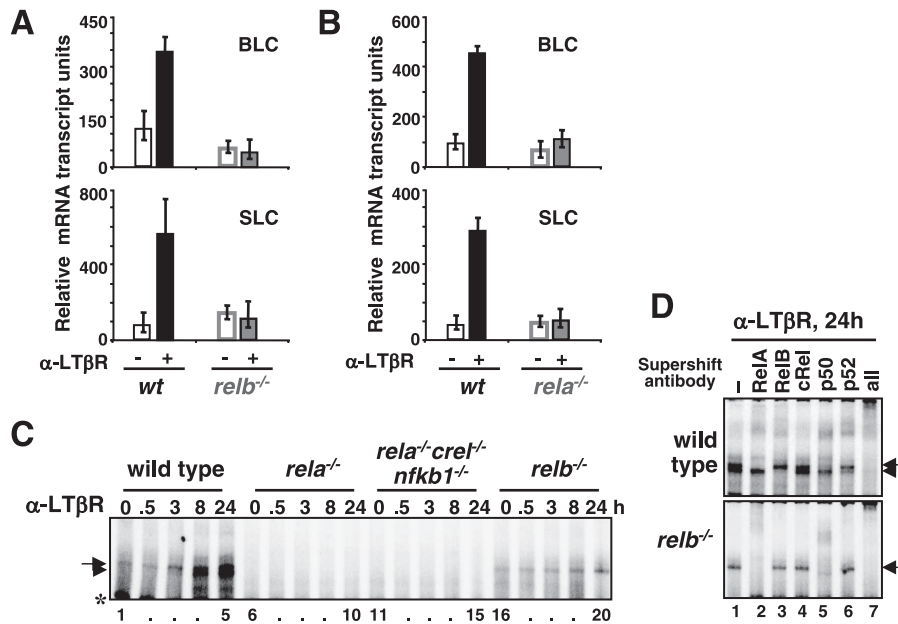 A
450
300
150
0
BLC
800
400
0
SLC
Relative mRNA transcript units
α-LTβR - + - +
wt relb-/-
B
600
400
200
0
BLC
400
200
0
SLC
Relative mRNA transcript units
- + - +
wt rela-/-
C
wild type rela-/- rela-/-crel-/- nfkb1-/- relb-/-
α-LTβR 0 .5 3 8 24 0 .5 3 8 24 0 .5 3 8 24 0 .5 3 8 24 h
*
1 . . . 5 6 . . . 10 11 . . . 15 16 . . . 20
D
α-LTβR, 24h
Supershift antibody
- RelA RelB cRel p50 p52 all
wild type
relb-/-
1 2 3 4 5 6 7